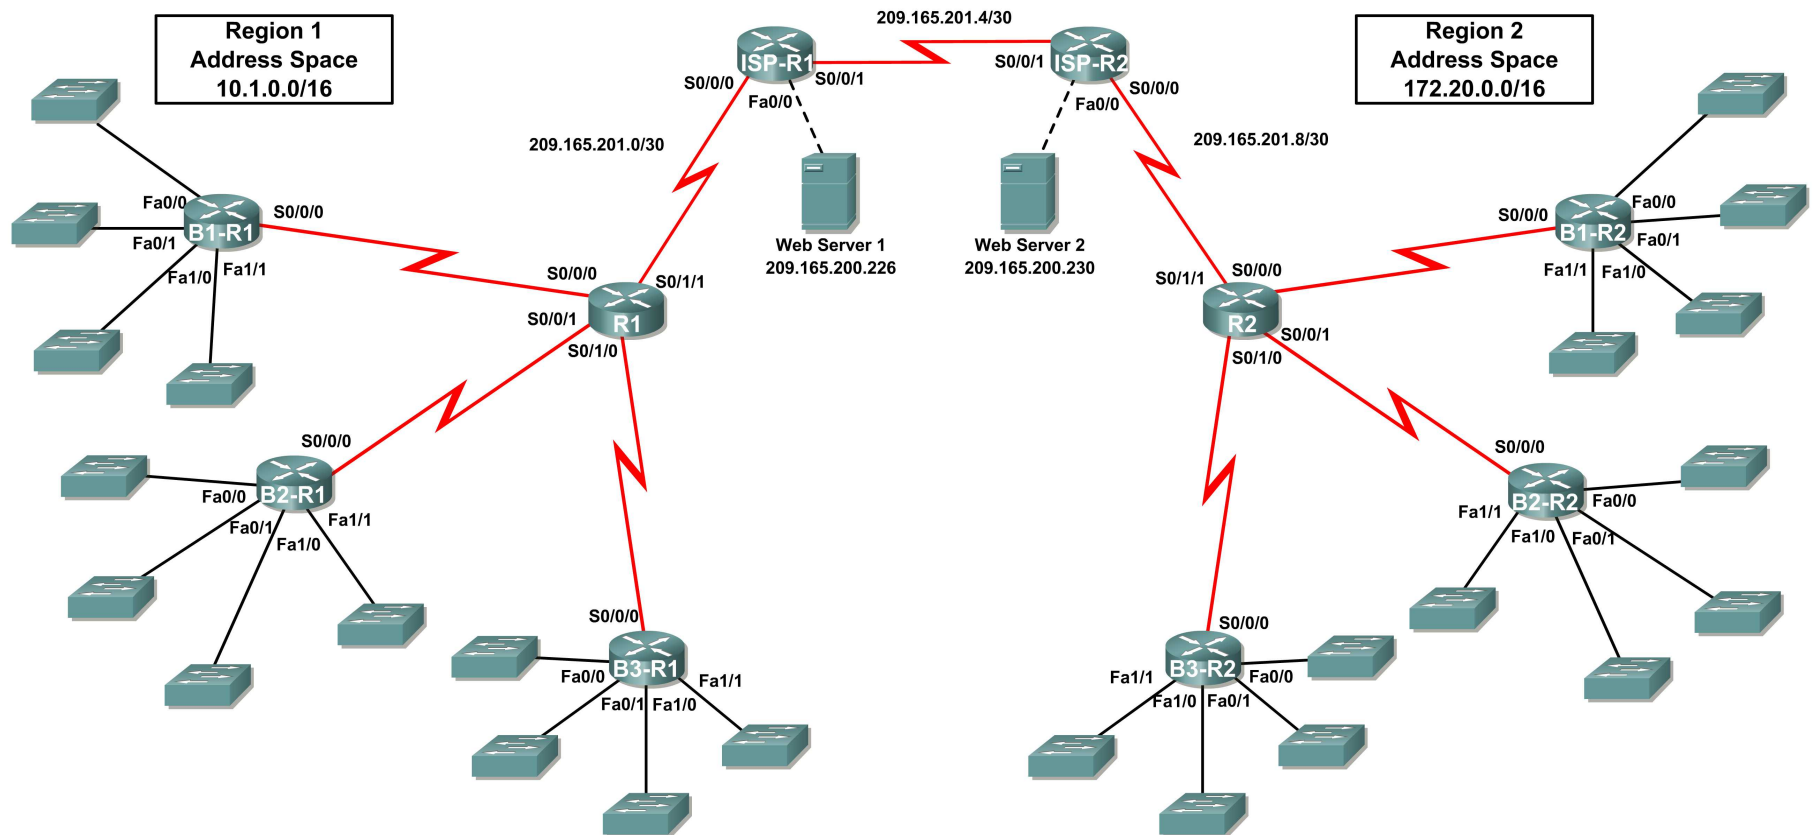 Region 1
Address Space
10.1.0.0/16
209.165.201.4/30
Region 2
Address Space
172.20.0.0/16
ISP-R1
S0/0/0
S0/0/1
Fa0/0
ISP-R2
S0/0/1
S0/0/0
Fa0/0
209.165.201.0/30
209.165.201.8/30
Web Server 1
209.165.200.226
Web Server 2
209.165.200.230
Fa0/0
S0/0/0
B1-R1
Fa0/1
Fa1/0
Fa1/1
S0/0/0
S0/1/1
R1
S0/0/1
S0/1/0
S0/1/1
S0/0/0
R2
S0/0/1
S0/1/0
S0/0/0
Fa0/0
B1-R2
Fa0/1
Fa1/1
Fa1/0
S0/0/0
B2-R1
Fa0/0
Fa0/1
Fa1/1
Fa1/0
S0/0/0
B2-R2
Fa0/0
Fa1/1
Fa1/0
Fa0/1
S0/0/0
B3-R1
Fa0/0
Fa1/1
Fa0/1
Fa1/0
S0/0/0
B3-R2
Fa1/1
Fa0/0
Fa1/0
Fa0/1